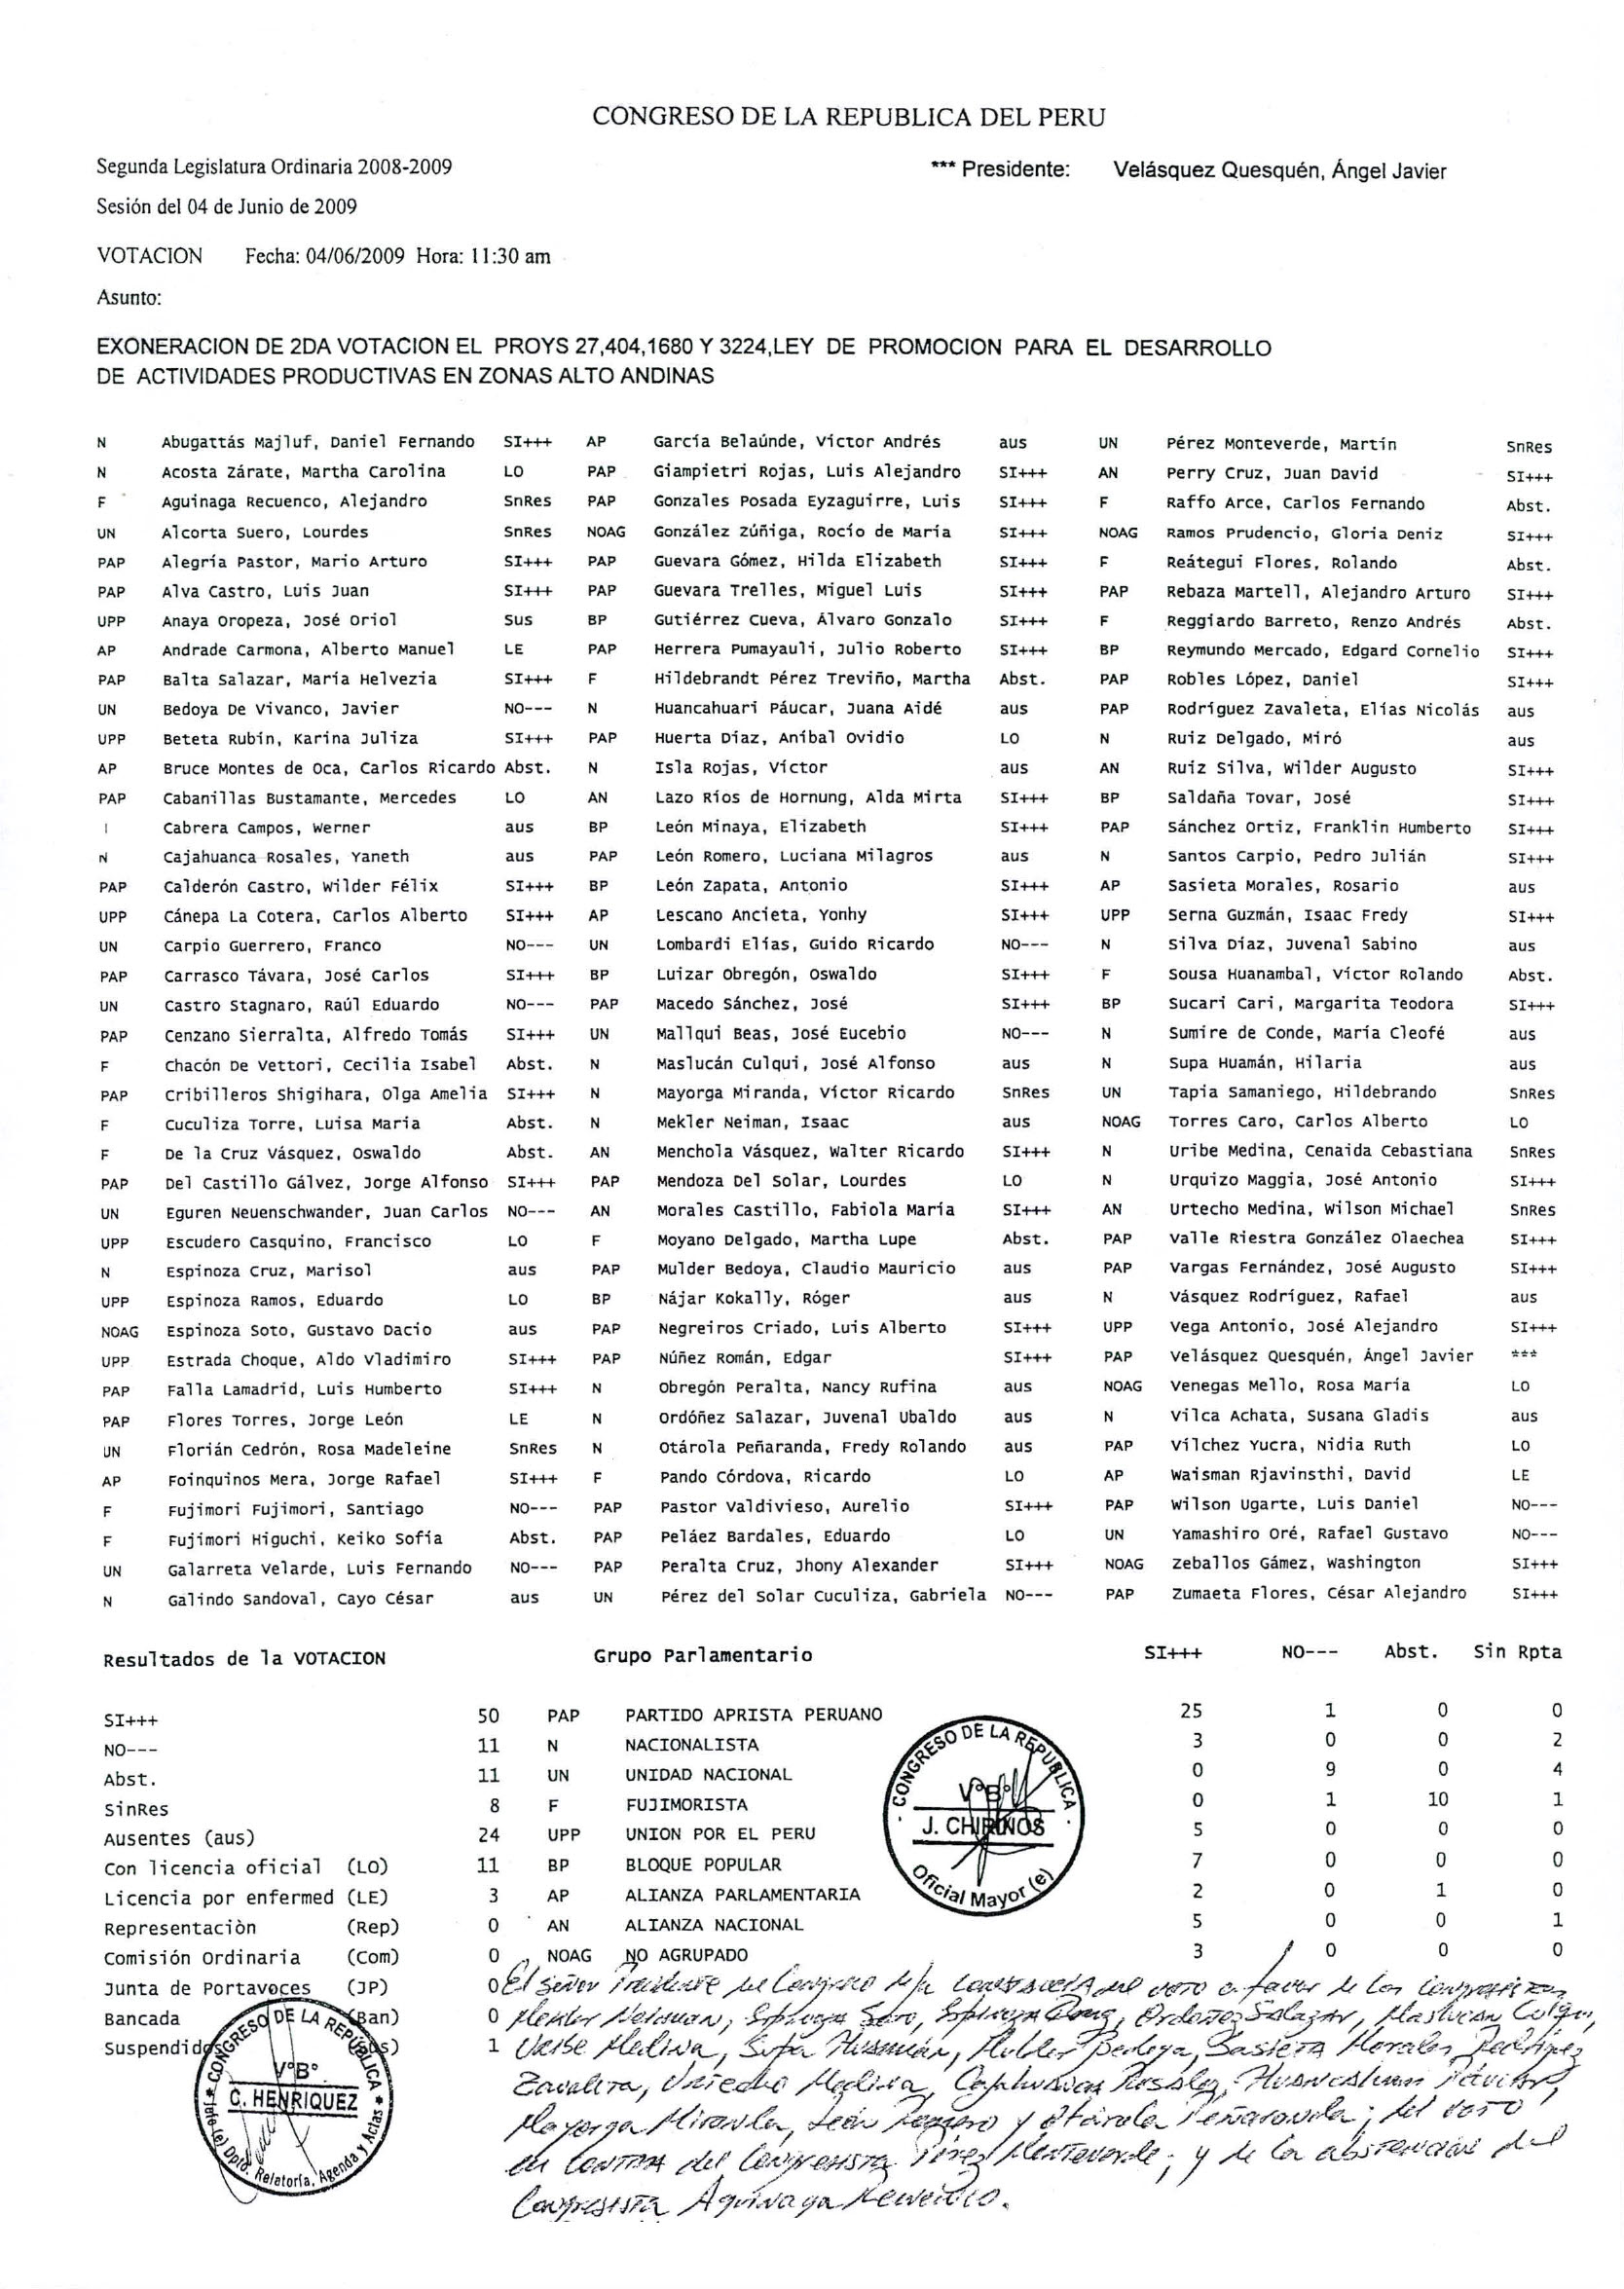 CONGRESO DE LA REPUBLICA DEL PERU
Segunda Legislatura Ordinaria 2008-2009 *** Presidente: Velásquez Quesquén, Ángel Javier
Sesión del 04 de Junio de 2009
VOTACION Fecha: 04/06/2009 Hora: 11:30 am
Asunto:
EXONERACION DE 2DA VOTACION EL PROYS 27,404,1680 Y 3224,LEY DE PROMOCION PARA EL DESARROLLO
DE ACTIVIDADES PRODUCTIVAS EN ZONAS ALTO ANDINAS
N Abugattás Majluf, Daniel Fernando SI+++ AP García Belaúnde, Víctor Andrés aus UN Pérez Monteverde, Martín SnRes
N Acosta Zárate, Martha Carolina LO PAP Giampietri Rojas, Luis Alejandro SI+++ AN Perry Cruz, Juan David SI+++
F Aguinaga Recuenco, Alejandro SnRes PAP Gonzales Posada Eyzaguirre, Luis SI+++ F Raffo Arce, Carlos Fernando Abst.
UN Alcorta Suero, Lourdes SnRes NOAG González Zúñiga, Rocío de María SI+++ NOAG Ramos Prudencio, Gloria Deniz SI+++
PAP Alegría Pastor, Mario Arturo SI+++ PAP Guevara Gómez, Hilda Elizabeth SI+++ F Reátegui Flores, Rolando Abst.
PAP Alva Castro, Luis Juan SI+++ PAP Guevara Trelles, Miguel Luis SI+++ PAP Rebaza Martell, Alejandro Arturo SI+++
UPP Anaya Oropeza, José Oriol Sus BP Gutiérrez Cueva, Álvaro Gonzalo SI+++ F Reggiardo Barreto, Renzo Andrés Abst.
AP Andrade Carmona, Alberto Manuel LE PAP Herrera Pumayauli, Julio Roberto SI+++ BP Reymundo Mercado, Edgard Cornelio SI+++
PAP Balta Salazar, María Helvezia SI+++ F Hildebrandt Pérez Treviño, Martha Abst. PAP Robles López, Daniel SI+++
UN Bedoya De Vivanco, Javier NO--- N Huancahuari Páucar, Juana Aidé aus PAP Rodríguez Zavaleta, Elías Nicolás aus
UPP Beteta Rubín, Karina Juliza SI+++ PAP Huerta Díaz, Aníbal Ovidio LO N Ruiz Delgado, Miró aus
AP Bruce Montes de Oca, Carlos Ricardo Abst. N Isla Rojas, Víctor aus AN Ruiz Silva, Wilder Augusto SI+++
PAP Cabanillas Bustamante, Mercedes LO AN Lazo Ríos de Hornung, Alda Mirta SI+++ BP Saldaña Tovar, José SI+++
I Cabrera Campos, Werner aus BP León Minaya, Elizabeth SI+++ PAP Sánchez Ortiz, Franklin Humberto SI+++
N Cajahuanca Rosales, Yaneth aus PAP León Romero, Luciana Milagros aus N Santos Carpio, Pedro Julián SI+++
PAP Calderón Castro, Wilder Félix SI+++ BP León Zapata, Antonio SI+++ AP Sasieta Morales, Rosario aus
UPP Cánepa La Cotera, Carlos Alberto SI+++ AP Lescano Ancieta, Yonhy SI+++ UPP Serna Guzmán, Isaac Fredy SI+++
UN Carpio Guerrero, Franco NO--- UN Lombardi Elías, Guido Ricardo NO--- N Silva Díaz, Juvenal Sabino aus
PAP Carrasco Távara, José Carlos SI+++ BP Luizar Obregón, Oswaldo SI+++ F Sousa Huanambal, Víctor Rolando Abst.
UN Castro Stagnaro, Raúl Eduardo NO--- PAP Macedo Sánchez, José SI+++ BP Sucari Cari, Margarita Teodora SI+++
PAP Cenzano Sierralta, Alfredo Tomás SI+++ UN Mallqui Beas, José Eucebio NO--- N Sumire de Conde, María Cleofé aus
F Chacón De Vettori, Cecilia Isabel Abst. N Maslucán Culqui, José Alfonso aus N Supa Huamán, Hilaria aus
PAP Cribilleros Shigihara, Olga Amelia SI+++ N Mayorga Miranda, Víctor Ricardo SnRes UN Tapia Samaniego, Hildebrando SnRes
F Cuculiza Torre, Luisa María Abst. N Mekler Neiman, Isaac aus NOAG Torres Caro, Carlos Alberto LO
F De la Cruz Vásquez, Oswaldo Abst. AN Menchola Vásquez, Walter Ricardo SI+++ N Uribe Medina, Cenaida Cebastiana SnRes
PAP Del Castillo Gálvez, Jorge Alfonso SI+++ PAP Mendoza Del Solar, Lourdes LO N Urquizo Maggia, José Antonio SI+++
UN Eguren Neuenschwander, Juan Carlos NO--- AN Morales Castillo, Fabiola María SI+++ AN Urtecho Medina, Wilson Michael SnRes
UPP Escudero Casquino, Francisco LO F Moyano Delgado, Martha Lupe Abst. PAP Valle Riestra González Olaechea SI+++
N Espinoza Cruz, Marisol aus PAP Mulder Bedoya, Claudio Mauricio aus PAP Vargas Fernández, José Augusto SI+++
UPP Espinoza Ramos, Eduardo LO BP Nájar Kokally, Róger aus N Vásquez Rodríguez, Rafael aus
NOAG Espinoza Soto, Gustavo Dacio aus PAP Negreiros Criado, Luis Alberto SI+++ UPP Vega Antonio, José Alejandro SI+++
UPP Estrada Choque, Aldo Vladimiro SI+++ PAP Núñez Román, Edgar SI+++ PAP Velásquez Quesquén, Ángel Javier ***
PAP Falla Lamadrid, Luis Humberto SI+++ N Obregón Peralta, Nancy Rufina aus NOAG Venegas Mello, Rosa María LO
PAP Flores Torres, Jorge León LE N Ordóñez Salazar, Juvenal Ubaldo aus N Vilca Achata, Susana Gladis aus
UN Florián Cedrón, Rosa Madeleine SnRes N Otárola Peñaranda, Fredy Rolando aus PAP Vílchez Yucra, Nidia Ruth LO
AP Foinquinos Mera, Jorge Rafael SI+++ F Pando Córdova, Ricardo LO AP Waisman Rjavinsthi, David LE
F Fujimori Fujimori, Santiago NO--- PAP Pastor Valdivieso, Aurelio SI+++ PAP Wilson Ugarte, Luis Daniel NO---
F Fujimori Higuchi, Keiko Sofía Abst. PAP Peláez Bardales, Eduardo LO UN Yamashiro Oré, Rafael Gustavo NO---
UN Galarreta Velarde, Luis Fernando NO--- PAP Peralta Cruz, Jhony Alexander SI+++ NOAG Zeballos Gámez, Washington SI+++
N Galindo Sandoval, Cayo César aus UN Pérez del Solar Cuculiza, Gabriela NO--- PAP Zumaeta Flores, César Alejandro SI+++
Resultados de la VOTACION Grupo Parlamentario SI+++ NO--- Abst. Sin Rpta
SI+++ 50 PAP PARTIDO APRISTA PERUANO 25 1 0 0
NO--- 11 N NACIONALISTA 3 0 0 2
Abst. 11 UN UNIDAD NACIONAL 0 9 0 4
SinRes 8 F FUJIMORISTA 0 1 10 1
Ausentes (aus) 24 UPP UNION POR EL PERU 5 0 0 0
Con licencia oficial (LO) 11 BP BLOQUE POPULAR 7 0 0 0
Licencia por enfermed (LE) 3 AP ALIANZA PARLAMENTARIA 2 0 1 0
Representaciòn (Rep) 0 AN ALIANZA NACIONAL 5 0 0 1
Comisión Ordinaria (Com) 0 NOAG NO AGRUPADO 3 0 0 0
Junta de Portavoces (JP) 0
Bancada (Ban) 0
Suspendidos (Sus) 1
CONGRESO DE LA REPUBLICA
VºBº
J. CHIRINOS
Oficial Mayor (e)
El señor Presidente del Congreso deja constancia del voto a favor de los congresistas
Mekler Neiman, Espinoza Soto, Espinoza Cruz, Ordóñez Salazar, Maslucán Culqui,
Uribe Medina, Supa Huamán, Mulder Bedoya, Sasieta Morales, Rodríguez
Zavaleta, Urtecho Medina, Cajahuanca Rosales, Huancahuari Páucar,
Mayorga Miranda, León Romero y Otárola Peñaranda; del voto
en contra del Congresista Pérez Monteverde; y de la abstención del
Congresista Aguinaga Recuenco.
CONGRESO DE LA REPÚBLICA
VºBº
C. HENRIQUEZ
Jefe (e) Dpto. Relatoría, Agenda y Actas